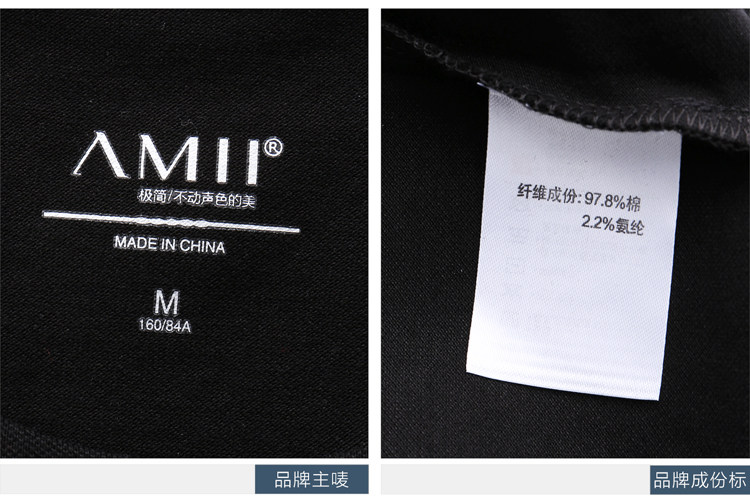 AMII®
极简/不动声色的美
MADE IN CHINA
M
160/84A
品牌主唛
纤维成份: 97.8%棉
2.2%氨纶
品牌成份标